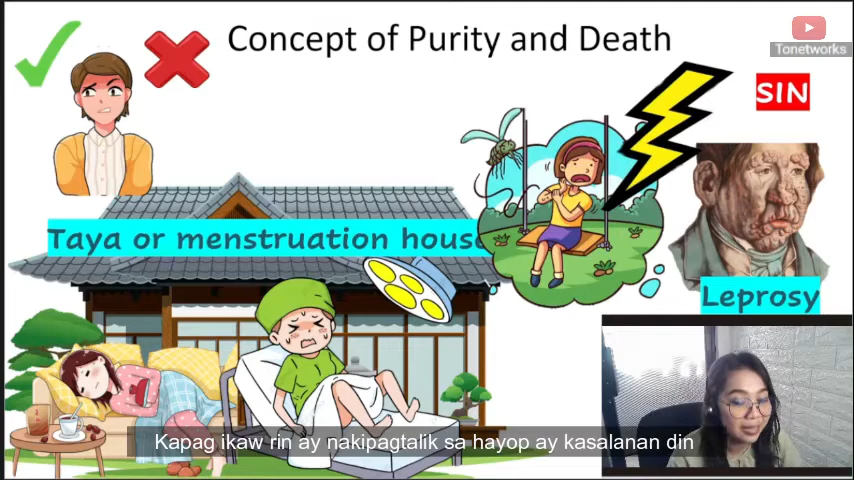 Concept of Purity and Death
Tonetworks
SIN
Taya or menstruation house
Leprosy
Kapag ikaw rin ay nakipagtalik sa hayop ay kasalanan din